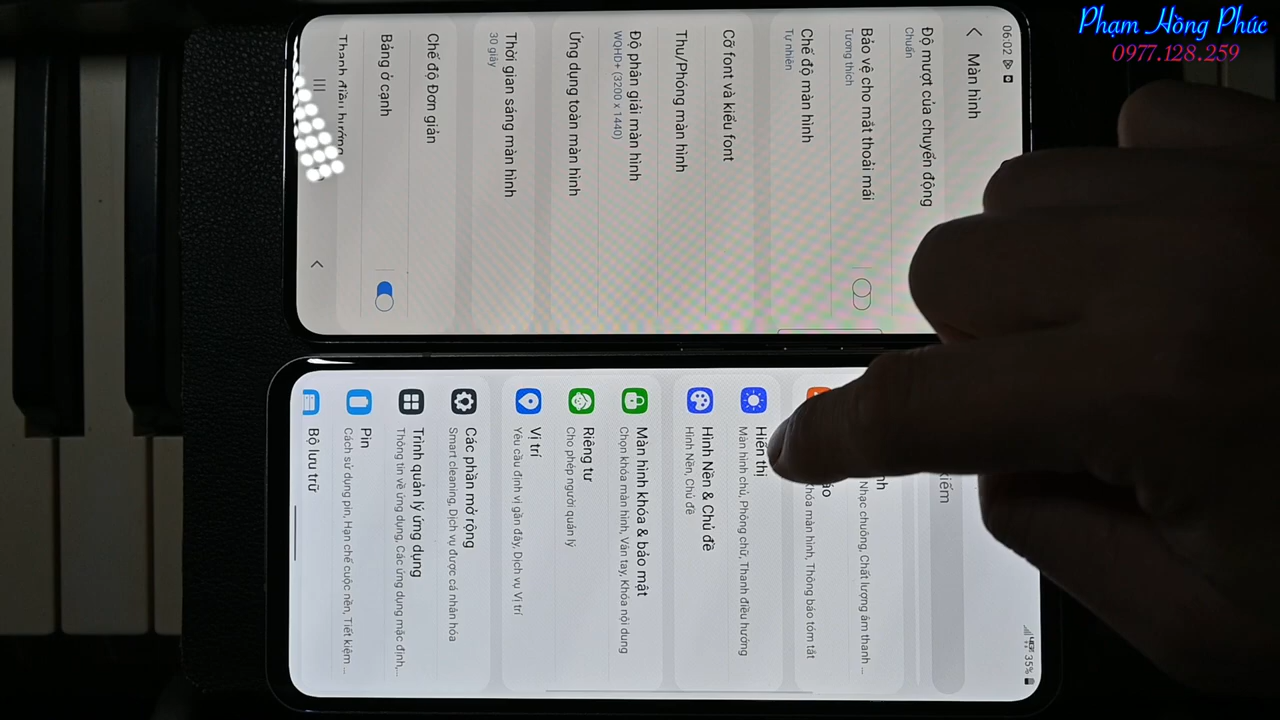 Phạm Hồng Phúc
0977.128.259
06:02
Màn hình
Độ mượt của chuyển động
Chuẩn
Bảo vệ cho mắt thoải mái
Tương thích
Chế độ màn hình
Tự nhiên
Cỡ font và kiểu font
Thu/Phóng màn hình
Độ phân giải màn hình
WQHD+ (3200 x 1440)
Ứng dụng toàn màn hình
Thời gian sáng màn hình
30 giây
Chế độ Đơn giản
Bảng ở cạnh
Thanh điều hướng
35%
kiếm
Nhạc chuông, Chất lượng âm thanh ...
khóa màn hình, Thông báo tóm tắt
Hiển thị
Màn hình chủ, Phông chữ, Thanh điều hướng
Hình Nền & Chủ đề
Hình Nền, Chủ đề
Màn hình khóa & bảo mật
Chọn khóa màn hình, Vân tay, Khóa nội dung
Riêng tư
Cho phép người quản lý
Vị trí
Yêu cầu định vị gần đây, Dịch vụ Vị trí
Các phần mở rộng
Smart cleaning, Dịch vụ được cá nhân hóa
Trình quản lý ứng dụng
Thông tin về ứng dụng, Các ứng dụng mặc định,...
Pin
Cách sử dụng pin, Hạn chế cuộc nền, Tiết kiệm ...
Bộ lưu trữ